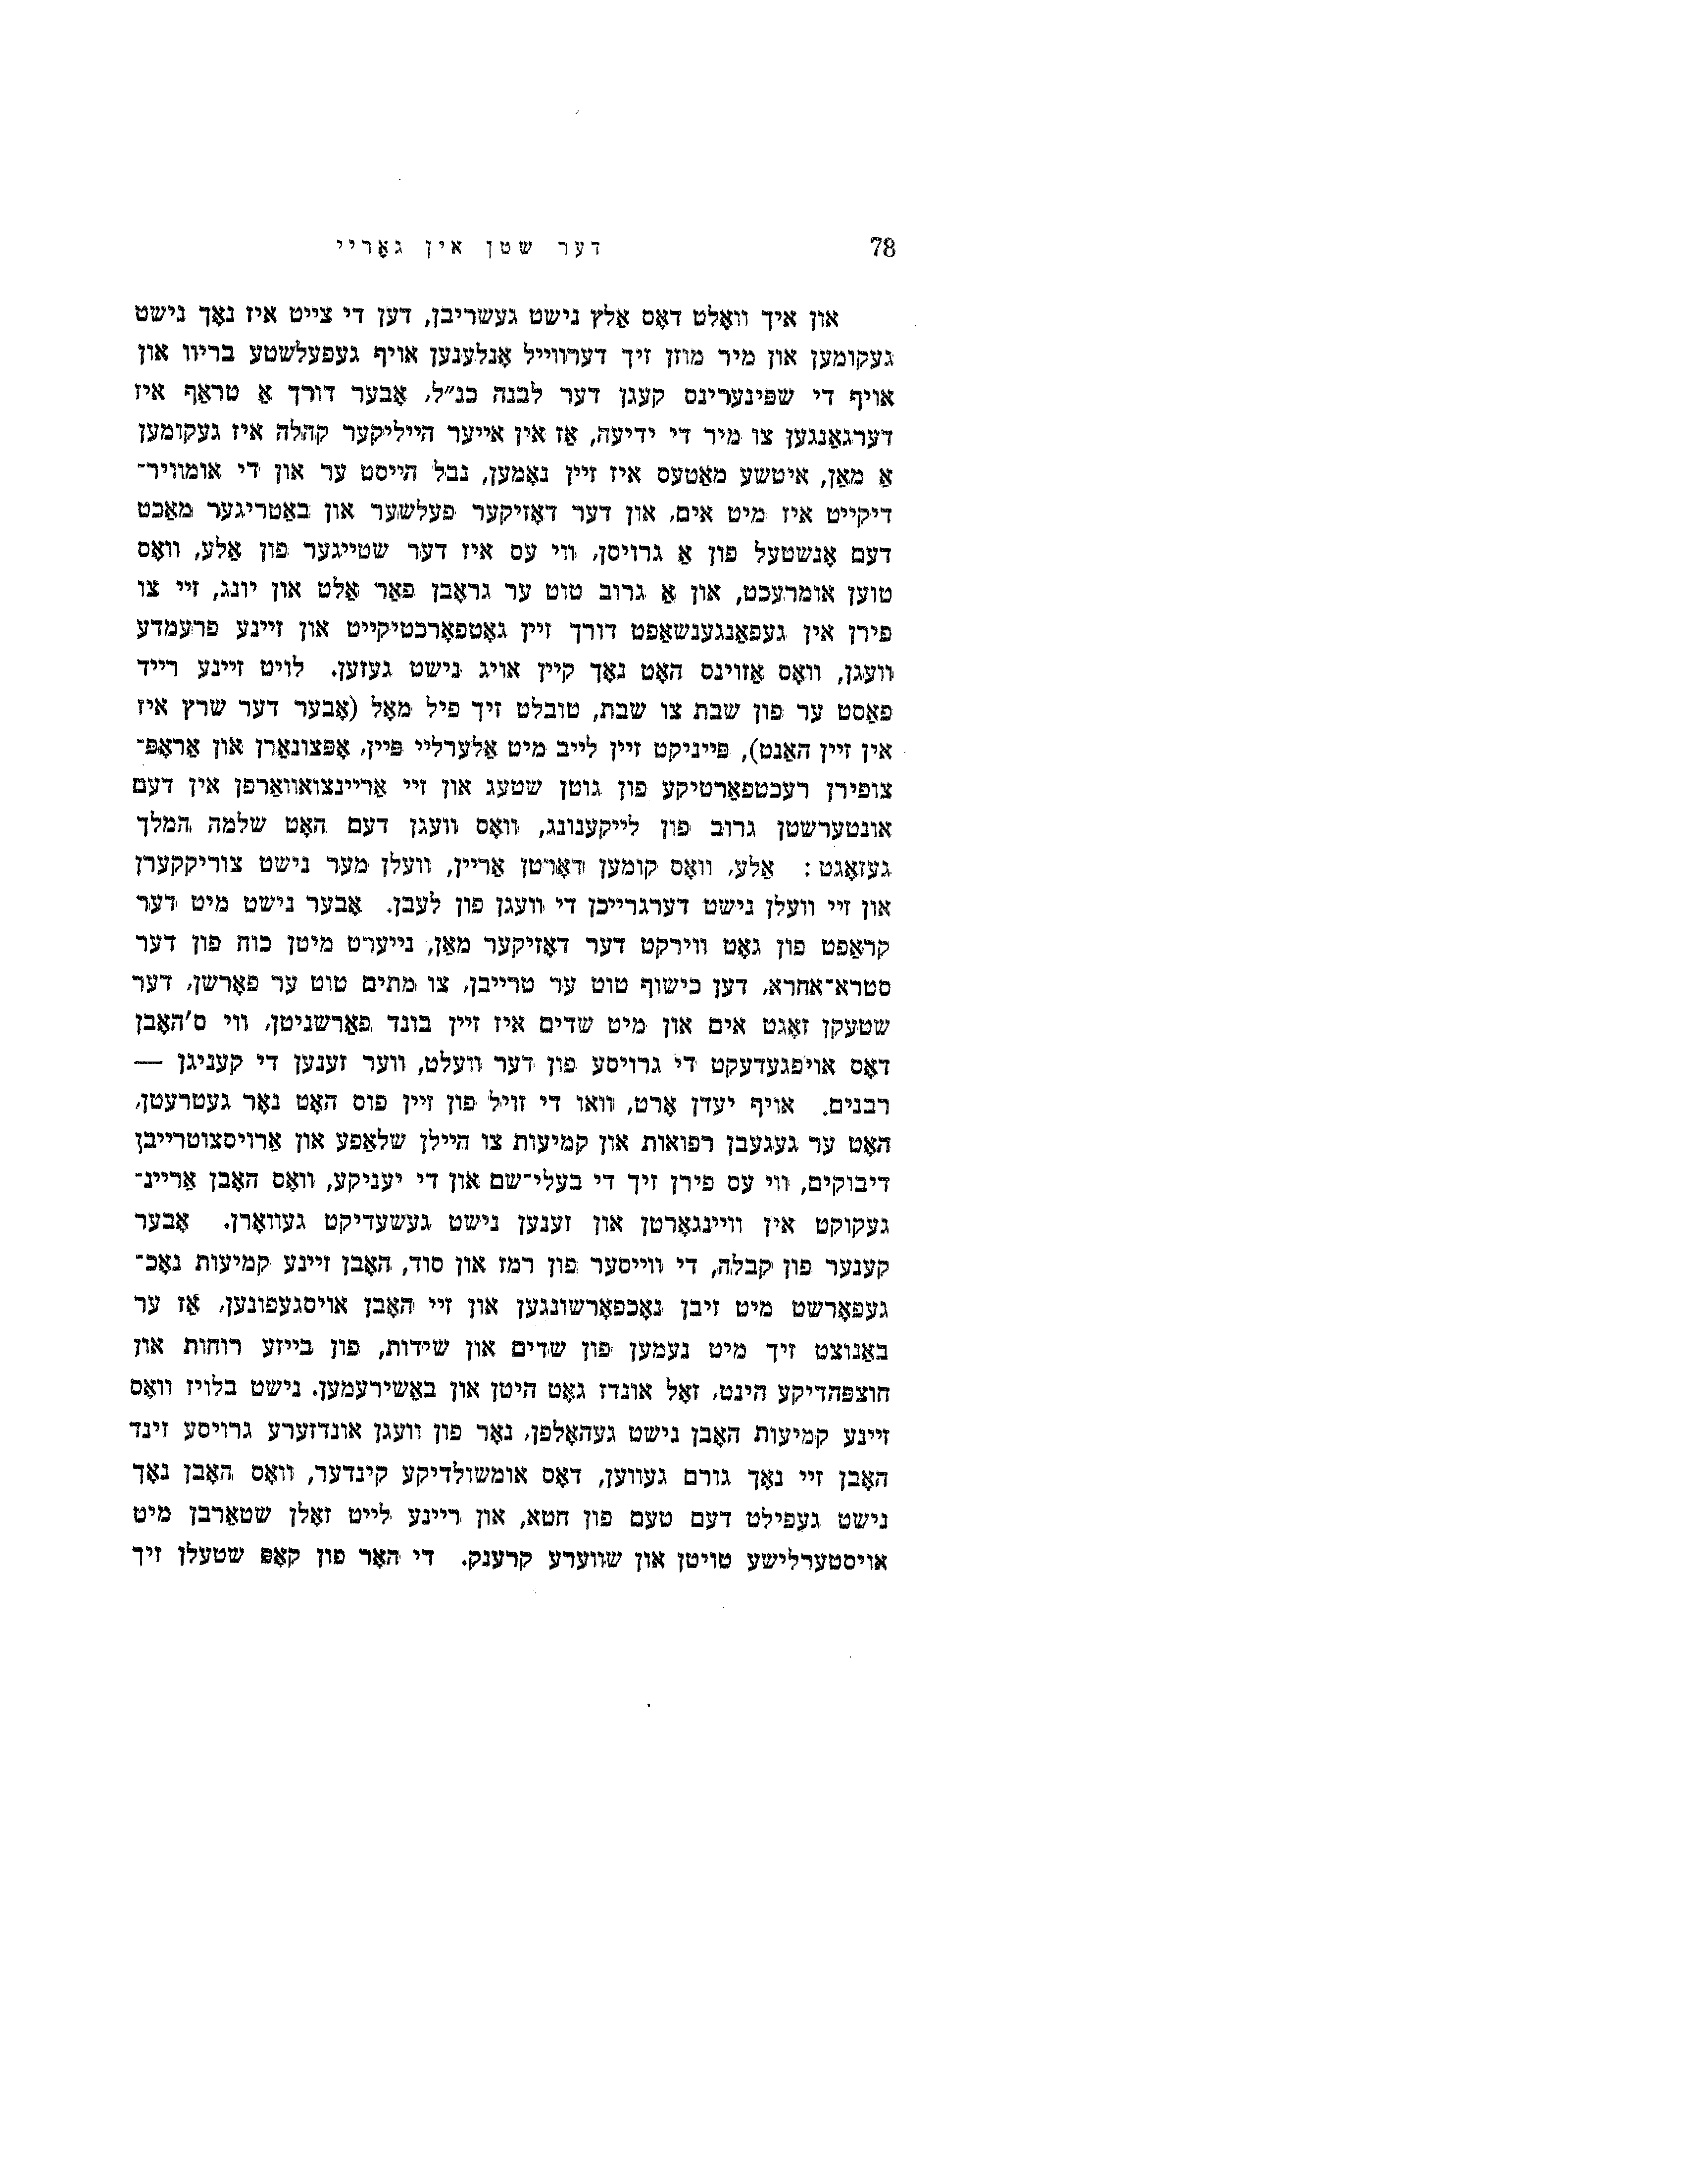 78 דער שטן אין גאָריי
און איך וואָלט דאָס אַלץ נישט געשריבן, דען די צייט איז נאָך נישט
געקומען און מיר מוזן זיך דערווייל אָנלענען אויף געפעלשטע בריוו און
אויף די שפּינערינס קעגן דער לבנה כנ״ל, אָבער דורך אַ טראַף איז
דערגאַנגען צו מיר די ידיעה, אַז אין אייער הייליקער קהלה איז געקומען
אַ מאַן, איטשע מאַטעס איז זיין נאָמען, נבל הייסט ער און די אומוויר־
דיקייט איז מיט אים, און דער דאָזיקער פעלשער און באַטריגער מאַכט
דעם אָנשטעל פון אַ גרויסן, ווי עס איז דער שטייגער פון אַלע, וואָס
טוען אומרעכט, און אַ גרוב טוט ער גראָבן פאַר אַלט און יונג, זיי צו
פירן אין געפאַנגענשאַפט דורך זיין גאָטפאָרכטיקייט און זיינע פרעמדע
וועגן, וואָס אַזוינס האָט נאָך קיין אויג נישט געזען. לויט זיינע רייד
פאַסט ער פון שבת צו שבת, טובלט זיך פיל מאָל (אָבער דער שרץ איז
אין זיין האַנט), פּייניקט זיין לייב מיט אַלערליי פּיין, אָפּצונאַרן און אַראָפּ־
צופירן רעכטפאַרטיקע פון גוטן שטעג און זיי אַריינצואוואַרפן אין דעם
אונטערשטן גרוב פון לייקענונג, וואָס וועגן דעם האָט שלמה המלך
געזאָגט : אַלע, וואָס קומען דאָרטן אַריין, וועלן מער נישט צוריקקערן
און זיי וועלן נישט דערגרייכן די וועגן פון לעבן. אָבער נישט מיט דער
קראַפט פון גאָט ווירקט דער דאָזיקער מאַן, נייערט מיטן כוח פון דער
סטרא־אחרא, דען כישוף טוט ער טרייבן, צו מתים טוט ער פאָרשן, דער
שטעקן זאָגט אים און מיט שדים איז זיין בונד פאַרשניטן, ווי ס'האָבן
דאָס אויפגעדעקט די גרויסע פון דער וועלט, ווער זענען די קעניגן —
רבנים. אויף יעדן אָרט, וואו די זויל פון זיין פוס האָט נאָר געטרעטן,
האָט ער געגעבן רפואות און קמיעות צו היילן שלאַפע און אַרויסצוטרייבן
דיבוקים, ווי עס פירן זיך די בעלי־שם און די יעניקע, וואָס האָבן אַריינ־
געקוקט אין וויינגאָרטן און זענען נישט געשעדיקט געוואָרן. אָבער
קענער פון קבלה, די ווייסער פון רמז און סוד, האָבן זיינע קמיעות נאָכ־
געפאָרשט מיט זיבן נאָכפאָרשונגען און זיי האָבן אויסגעפונען, אַז ער
באַנוצט זיך מיט נעמען פון שדים און שידות, פון בייזע רוחות און
חוצפּהדיקע הינט, זאָל אונדז גאָט היטן און באַשירעמען. נישט בלויז וואָס
זיינע קמיעות האָבן נישט געהאָלפן, נאָר פון וועגן אונדזערע גרויסע זינד
האָבן זיי נאָך גורם געווען, דאָס אומשולדיקע קינדער, וואָס האָבן נאָך
נישט געפילט דעם טעם פון חטא, און ריינע לייט זאָלן שטאַרבן מיט
אויסטערלישע טויטן און שווערע קרענק. די האָר פון קאָפּ שטעלן זיך